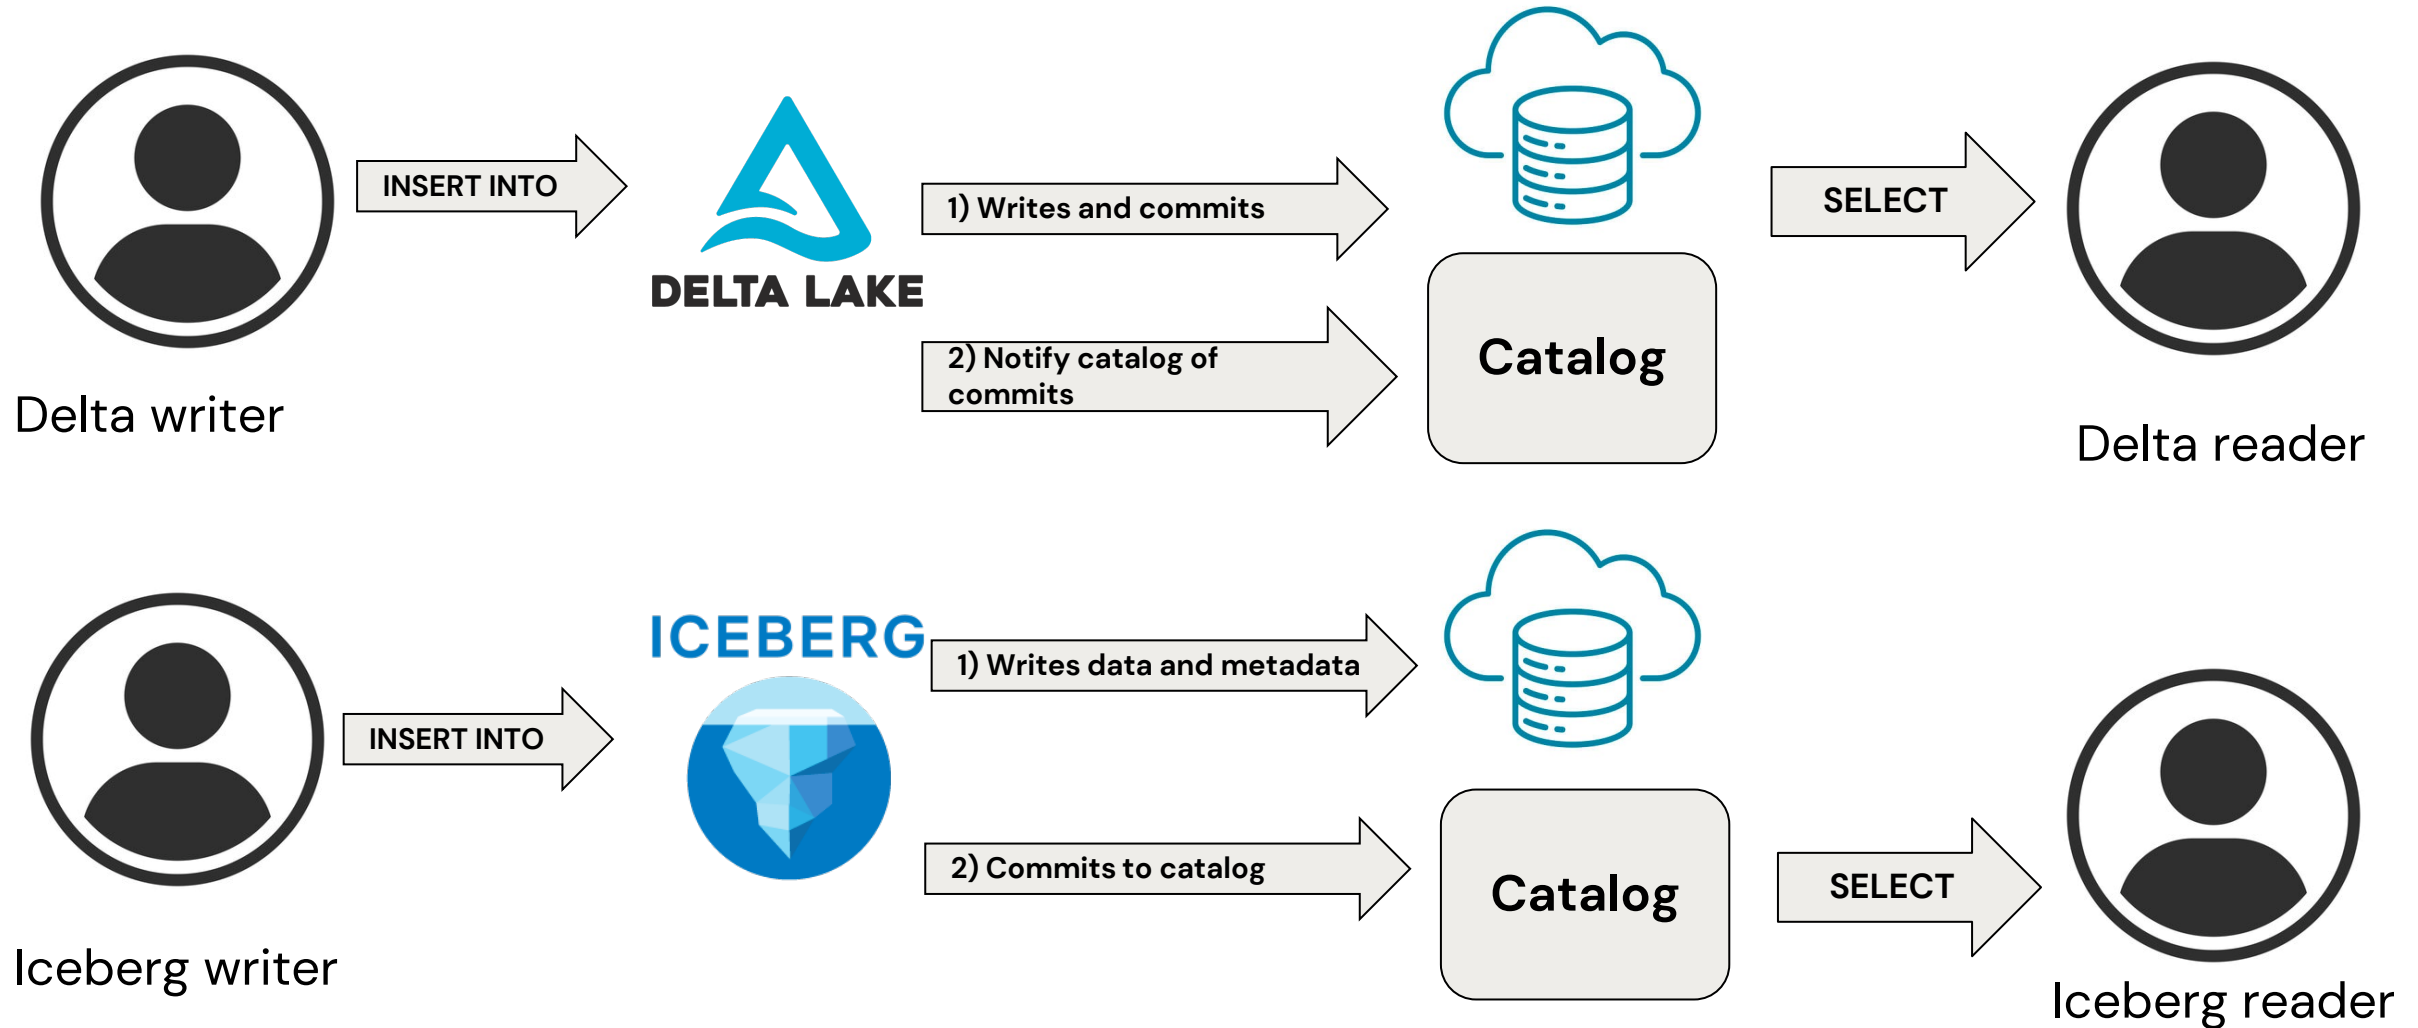 INSERT INTO
DELTA LAKE
1) Writes and commits
2) Notify catalog of
commits
Catalog
SELECT
Delta writer
Delta reader
INSERT INTO
ICEBERG
1) Writes data and metadata
2) Commits to catalog
Catalog
SELECT
Iceberg writer
Iceberg reader